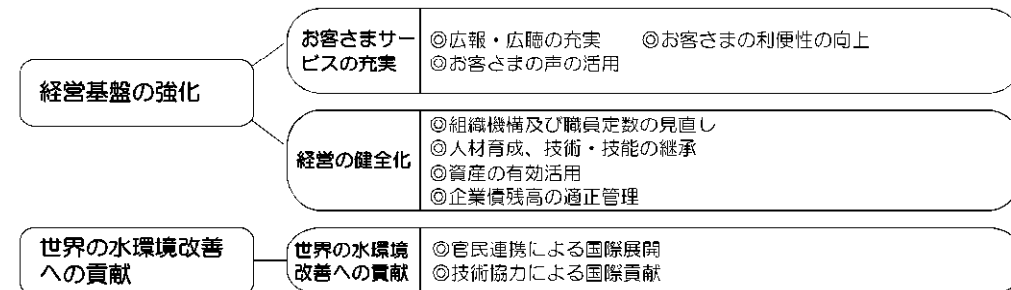 経営基盤の強化
お客さまサー
ビスの充実
◎広報・広聴の充実　　◎お客さまの利便性の向上
◎お客さまの声の活用
経営の健全化
◎組織機構及び職員定数の見直し
◎人材育成、技術・技能の継承
◎資産の有効活用
◎企業債残高の適正管理
世界の水環境改善
への貢献
世界の水環境
改善への貢献
◎官民連携による国際展開
◎技術協力による国際貢献